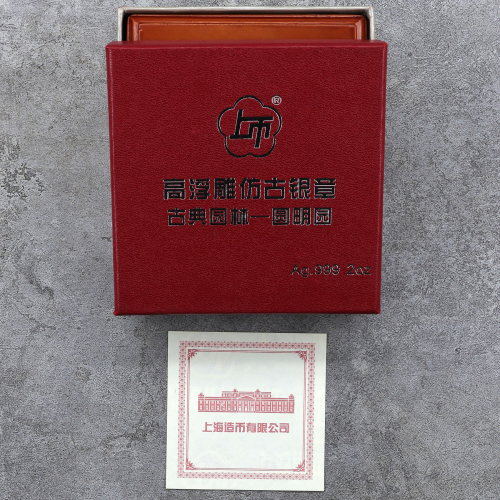 上币®
高浮雕仿古银章
古典园林—圆明园
Ag.999 2oz
上海造币有限公司